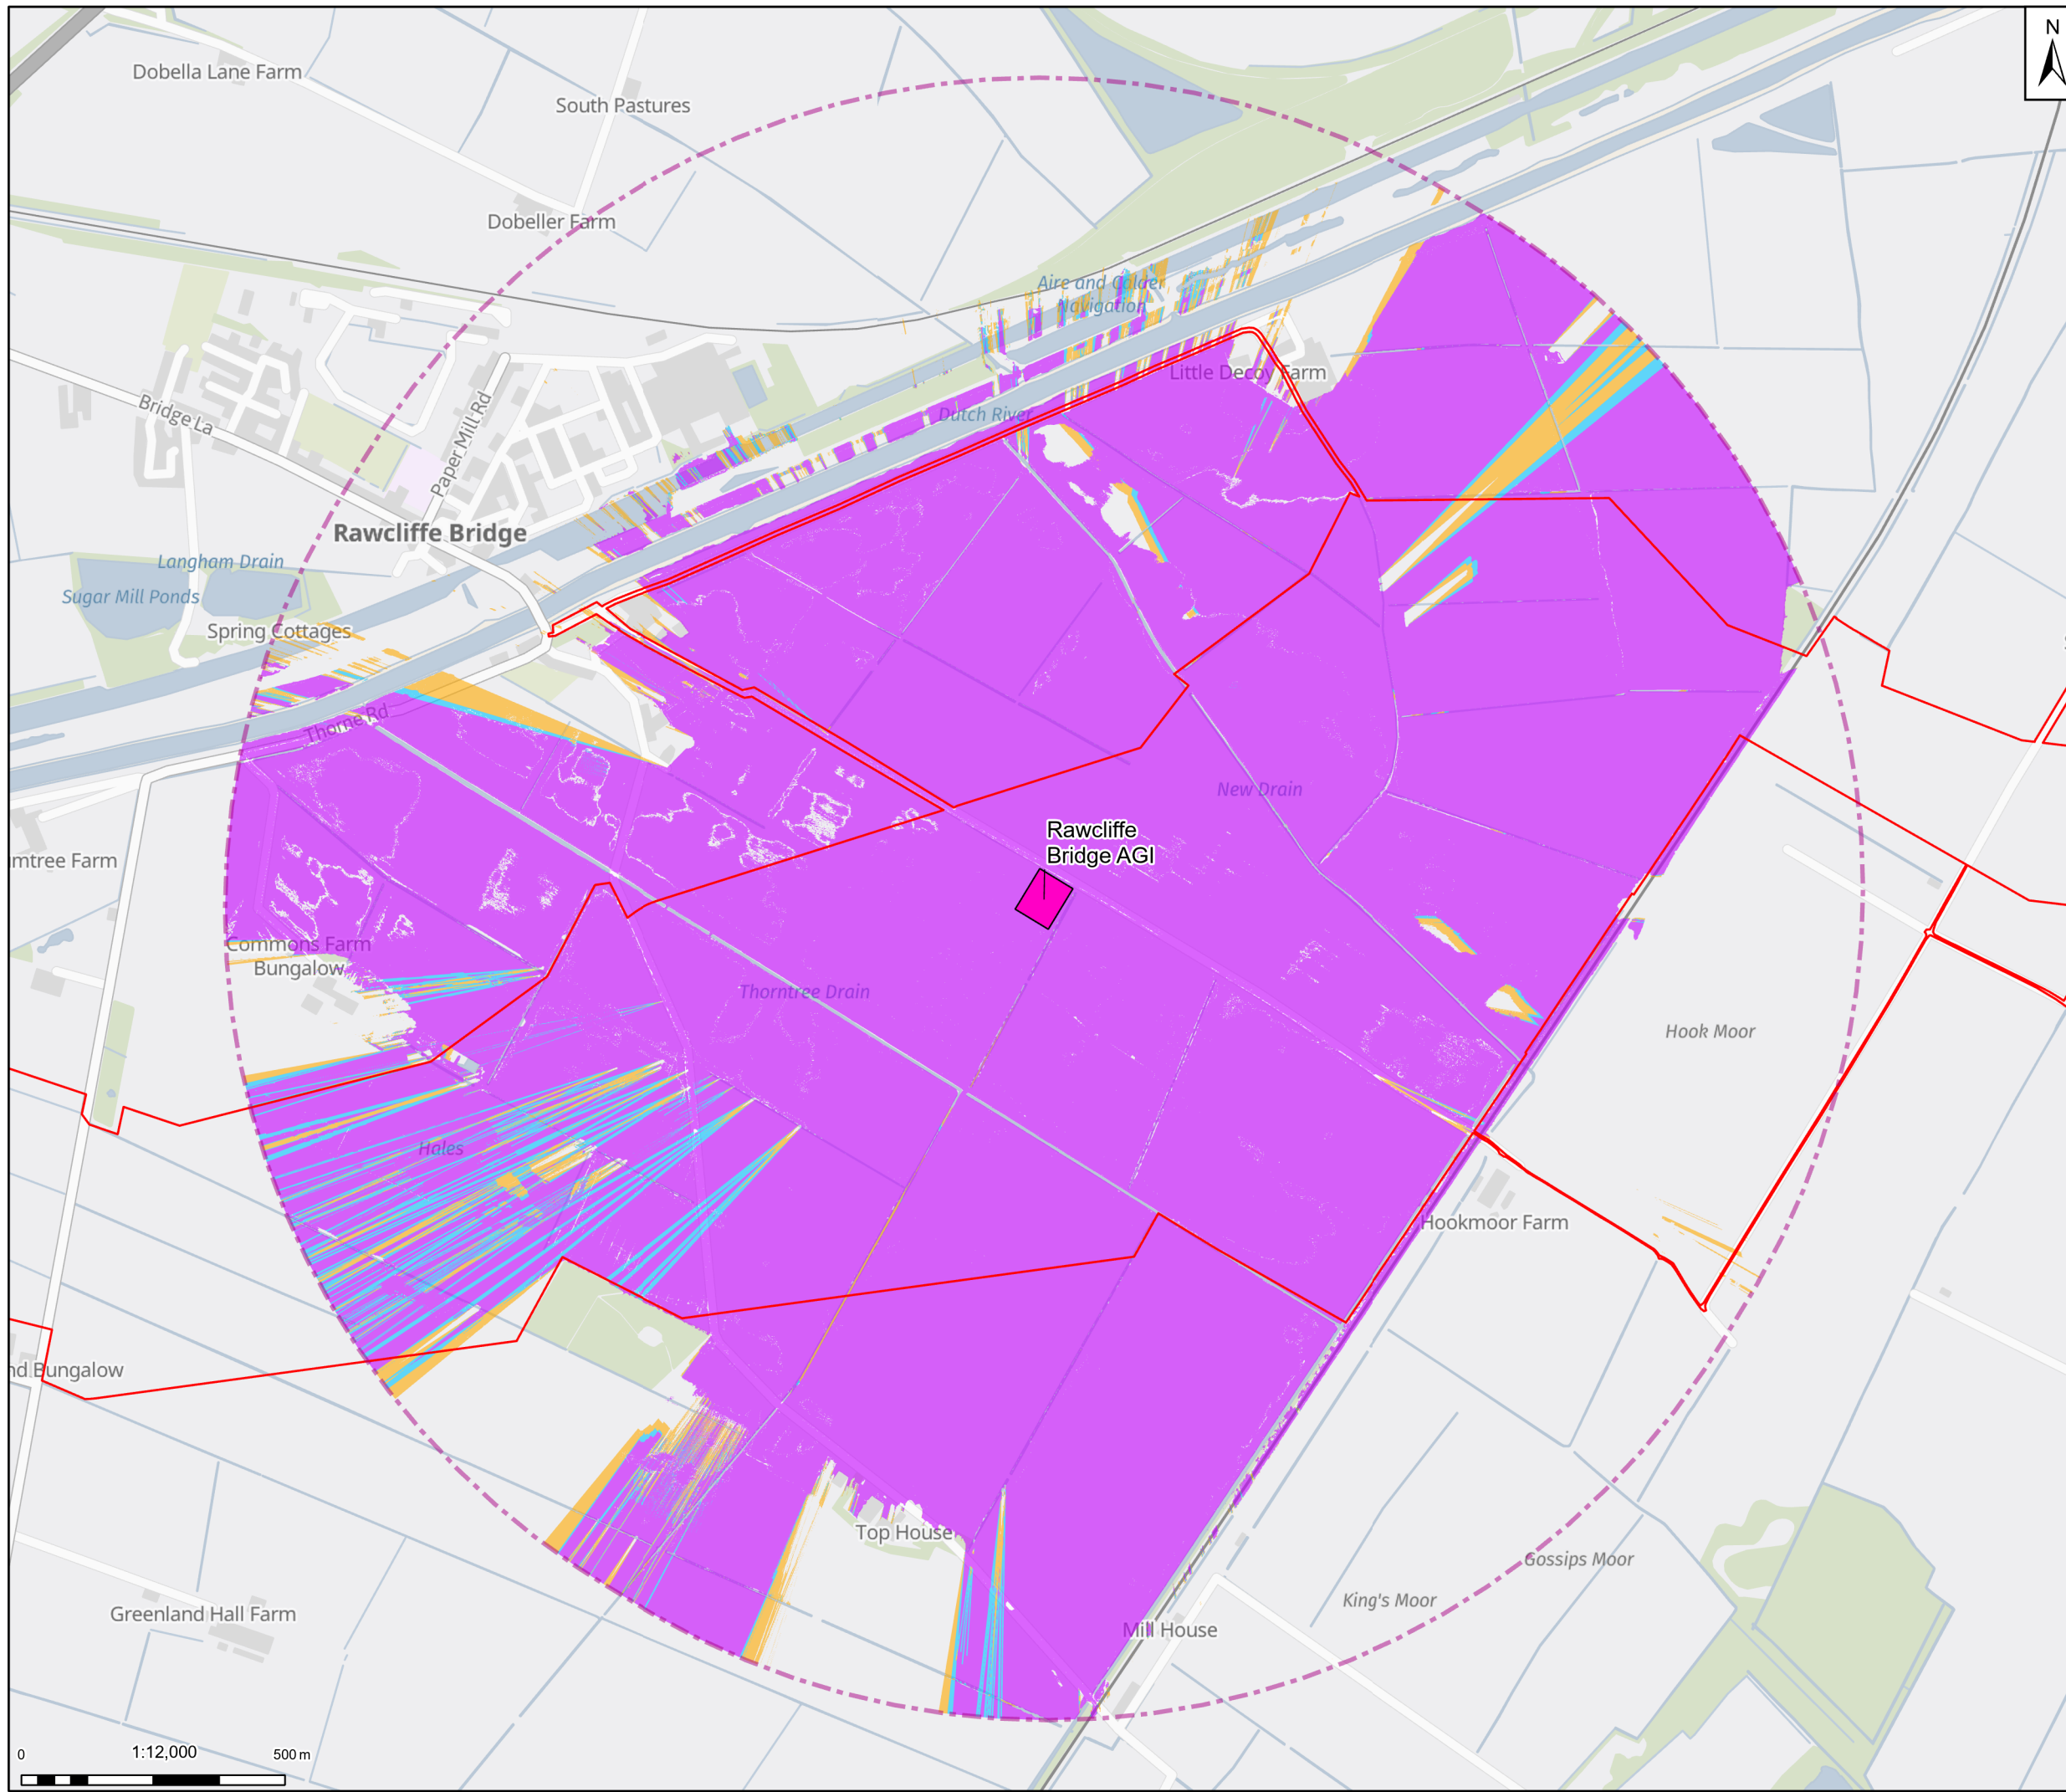 N
Dobella Lane Farm
South Pastures
Dobeller Farm
Aire and Calder
Navigation
Little Decoy Farm
Bridge La
Paper Mill Rd
Dutch River
Rawcliffe Bridge
Langham Drain
Sugar Mill Ponds
Spring Cottages
Thorne Rd
New Drain
Rawcliffe
Bridge AGI
mtree Farm
Commons Farm
Bungalow
Thorntree Drain
Hook Moor
Hales
Hookmoor Farm
nd Bungalow
Top House
Gossips Moor
King's Moor
Greenland Hall Farm
Mill House
0 1:12,000 500 m